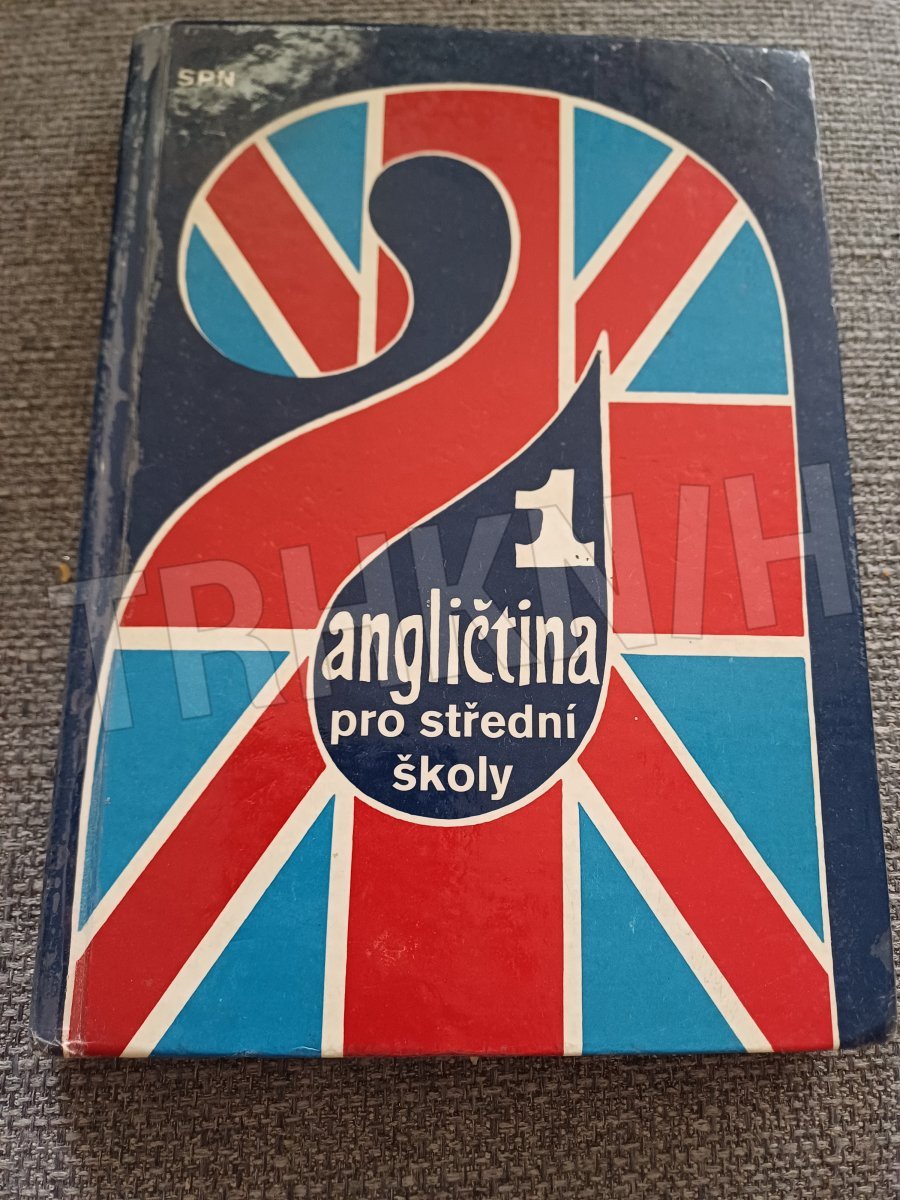 SPN
1
angličtina
pro střední
školy
TRHKNIH